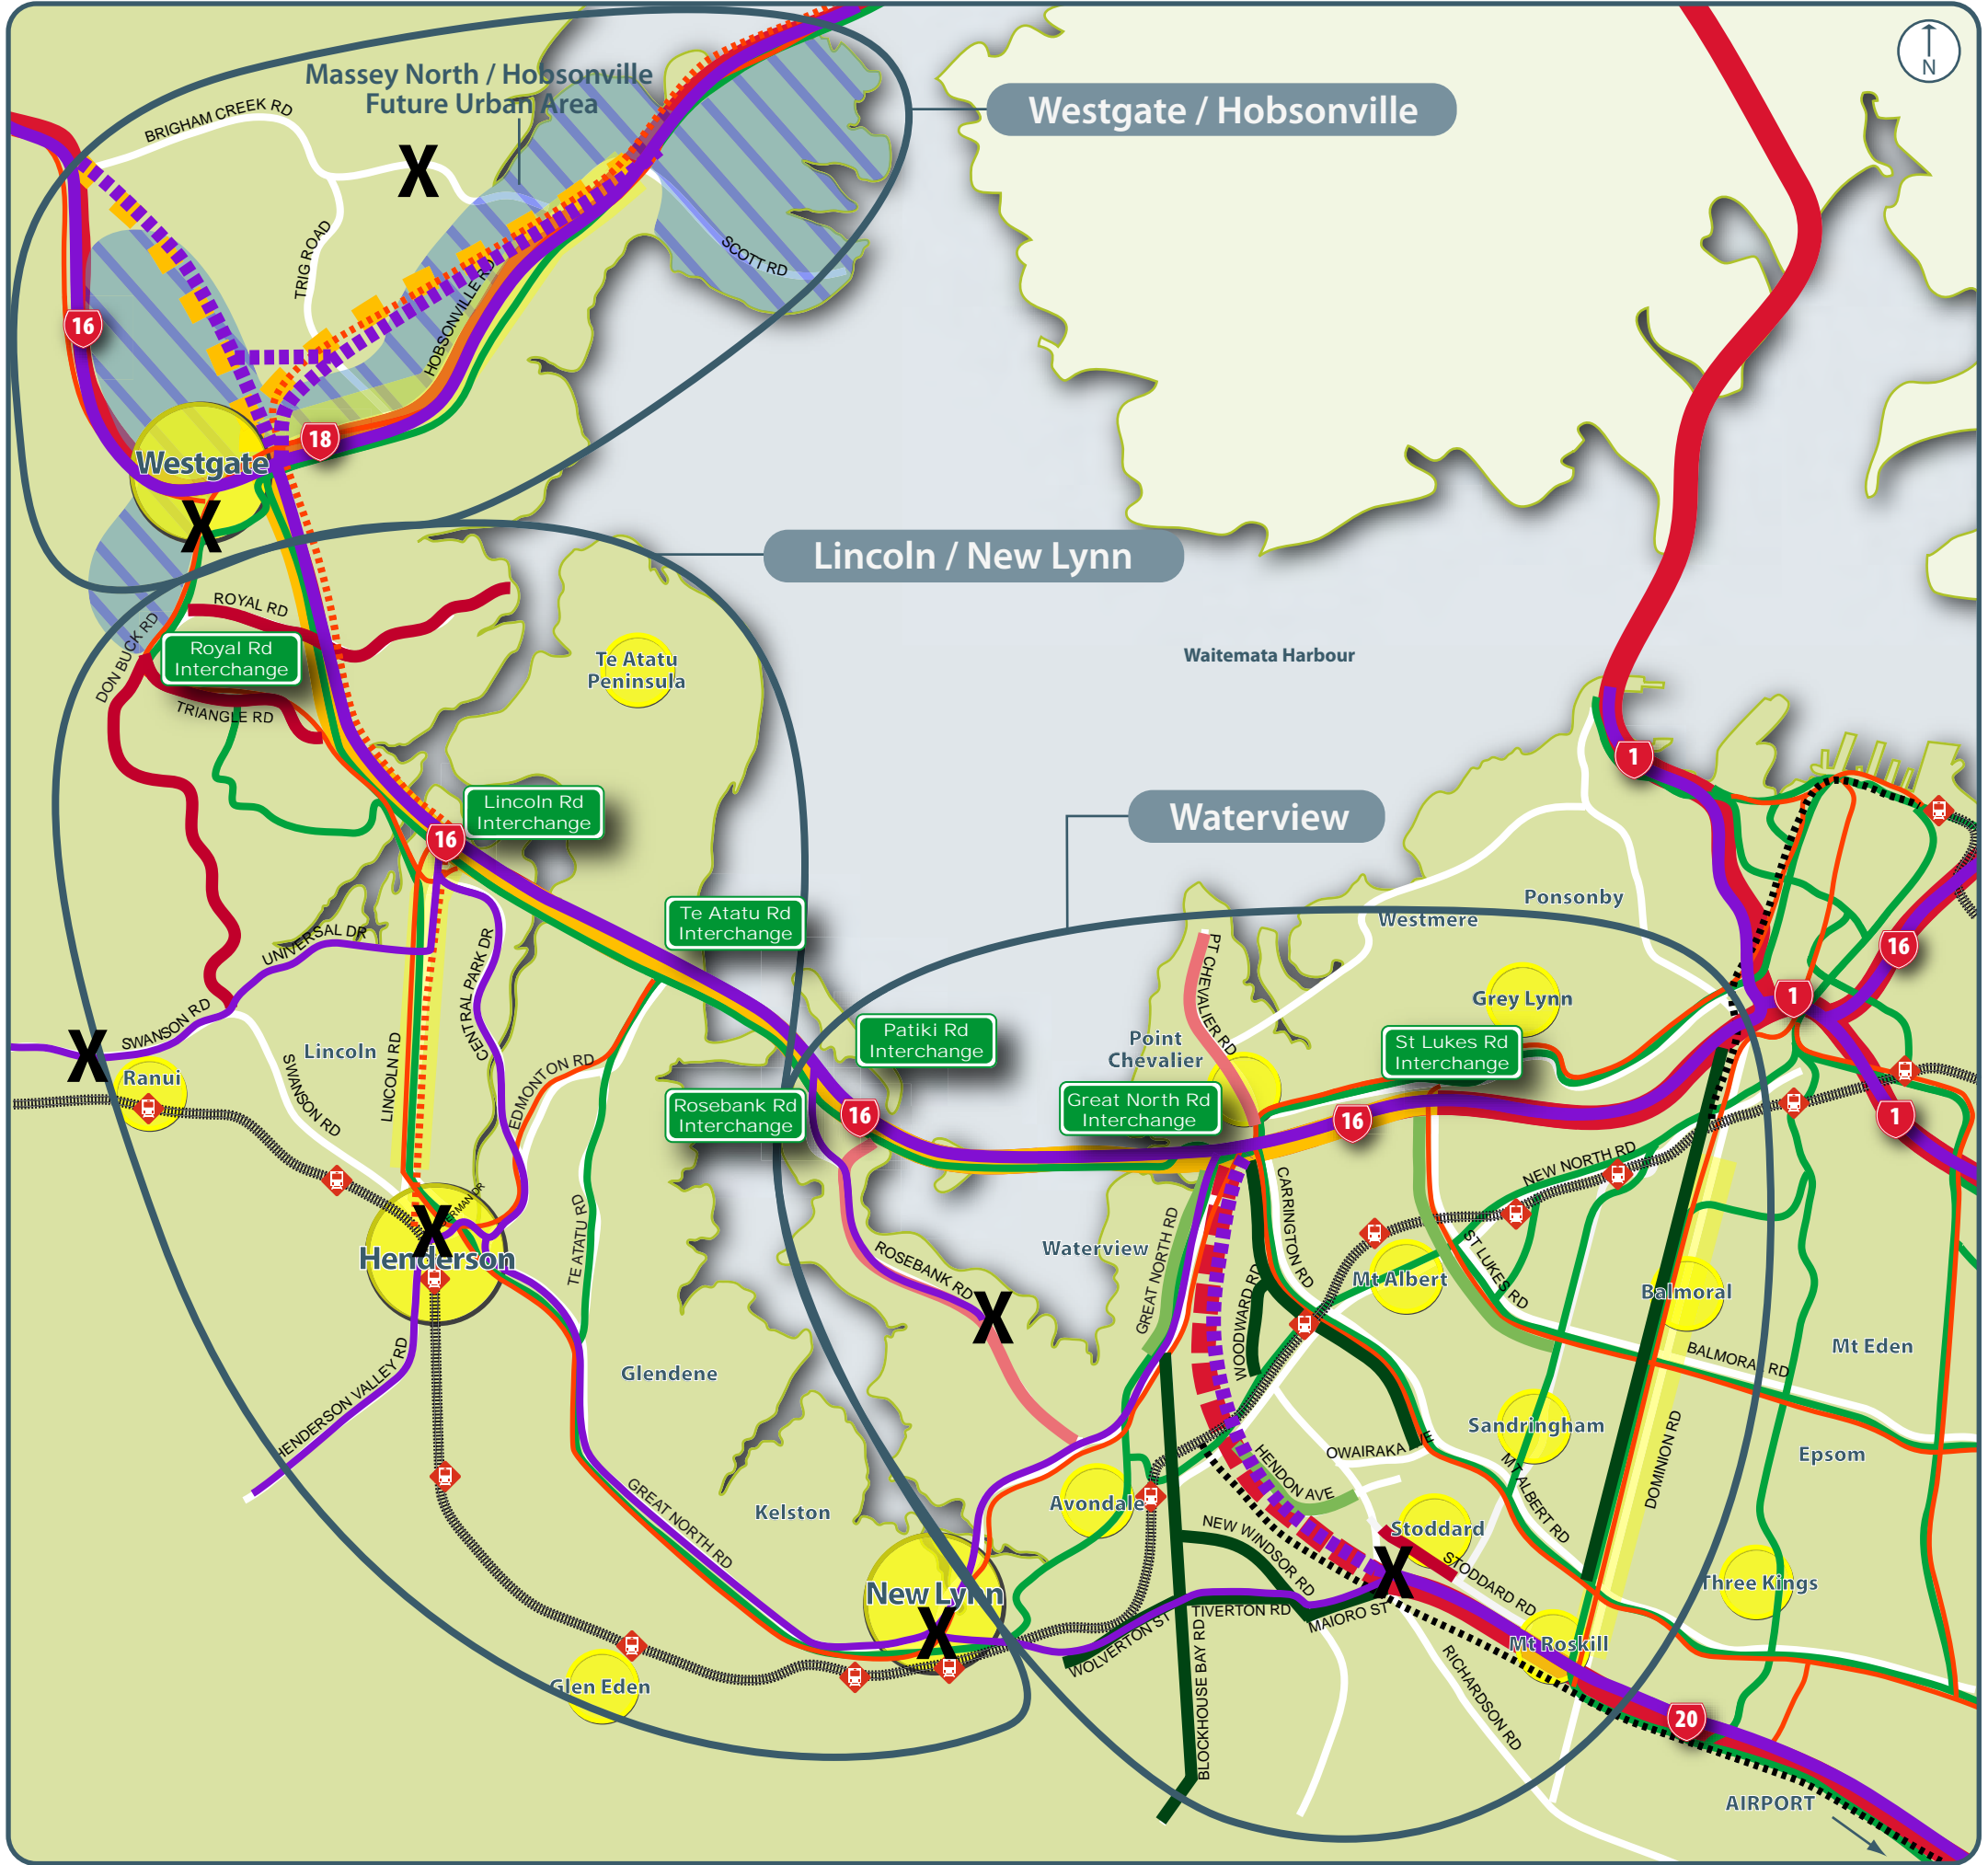 N
Massey North / Hobsonville
Future Urban Area
Westgate / Hobsonville
BRIGHAM CREEK RD
X
TRIG ROAD
SCOTT RD
HOBSONVILLE RD
16
18
Westgate
X
Lincoln / New Lynn
ROYAL RD
DON BUCK RD
Royal Rd
Interchange
TRIANGLE RD
Te Atatu
Peninsula
Waitemata Harbour
1
Lincoln Rd
Interchange
16
Waterview
Te Atatu Rd
Interchange
Ponsonby
Westmere
UNIVERSAL DR
CENTRAL PARK DR
PT CHEVALIER RD
16
1
Grey Lynn
SWANSON RD
X
Lincoln
Patiki Rd
Interchange
Point
Chevalier
St Lukes Rd
Interchange
Ranui
SWANSON RD
LINCOLN RD
EDMONTON RD
Rosebank Rd
Interchange
16
Great North Rd
Interchange
16
1
NEW NORTH RD
CARRINGTON RD
X
Henderson
TE ATATU RD
ROSEBANK RD
X
Waterview
GREAT NORTH RD
WOODWARD RD
Mt Albert
ST LUKES RD
Balmoral
Mt Eden
BALMORAL RD
HENDERSON VALLEY RD
Glendene
Sandringham
Epsom
DOMINION RD
OWAIRAKA AVE
HENDON AVE
MT ALBERT RD
GREAT NORTH RD
Kelston
Avondale
NEW WINDSOR RD
Stoddard
X
STODDARD RD
Three Kings
New Lynn
X
WOLVERTON ST
TIVERTON RD
MAIORO ST
Mt Roskill
BLOCKHOUSE BAY RD
RICHARDSON RD
Glen Eden
20
AIRPORT